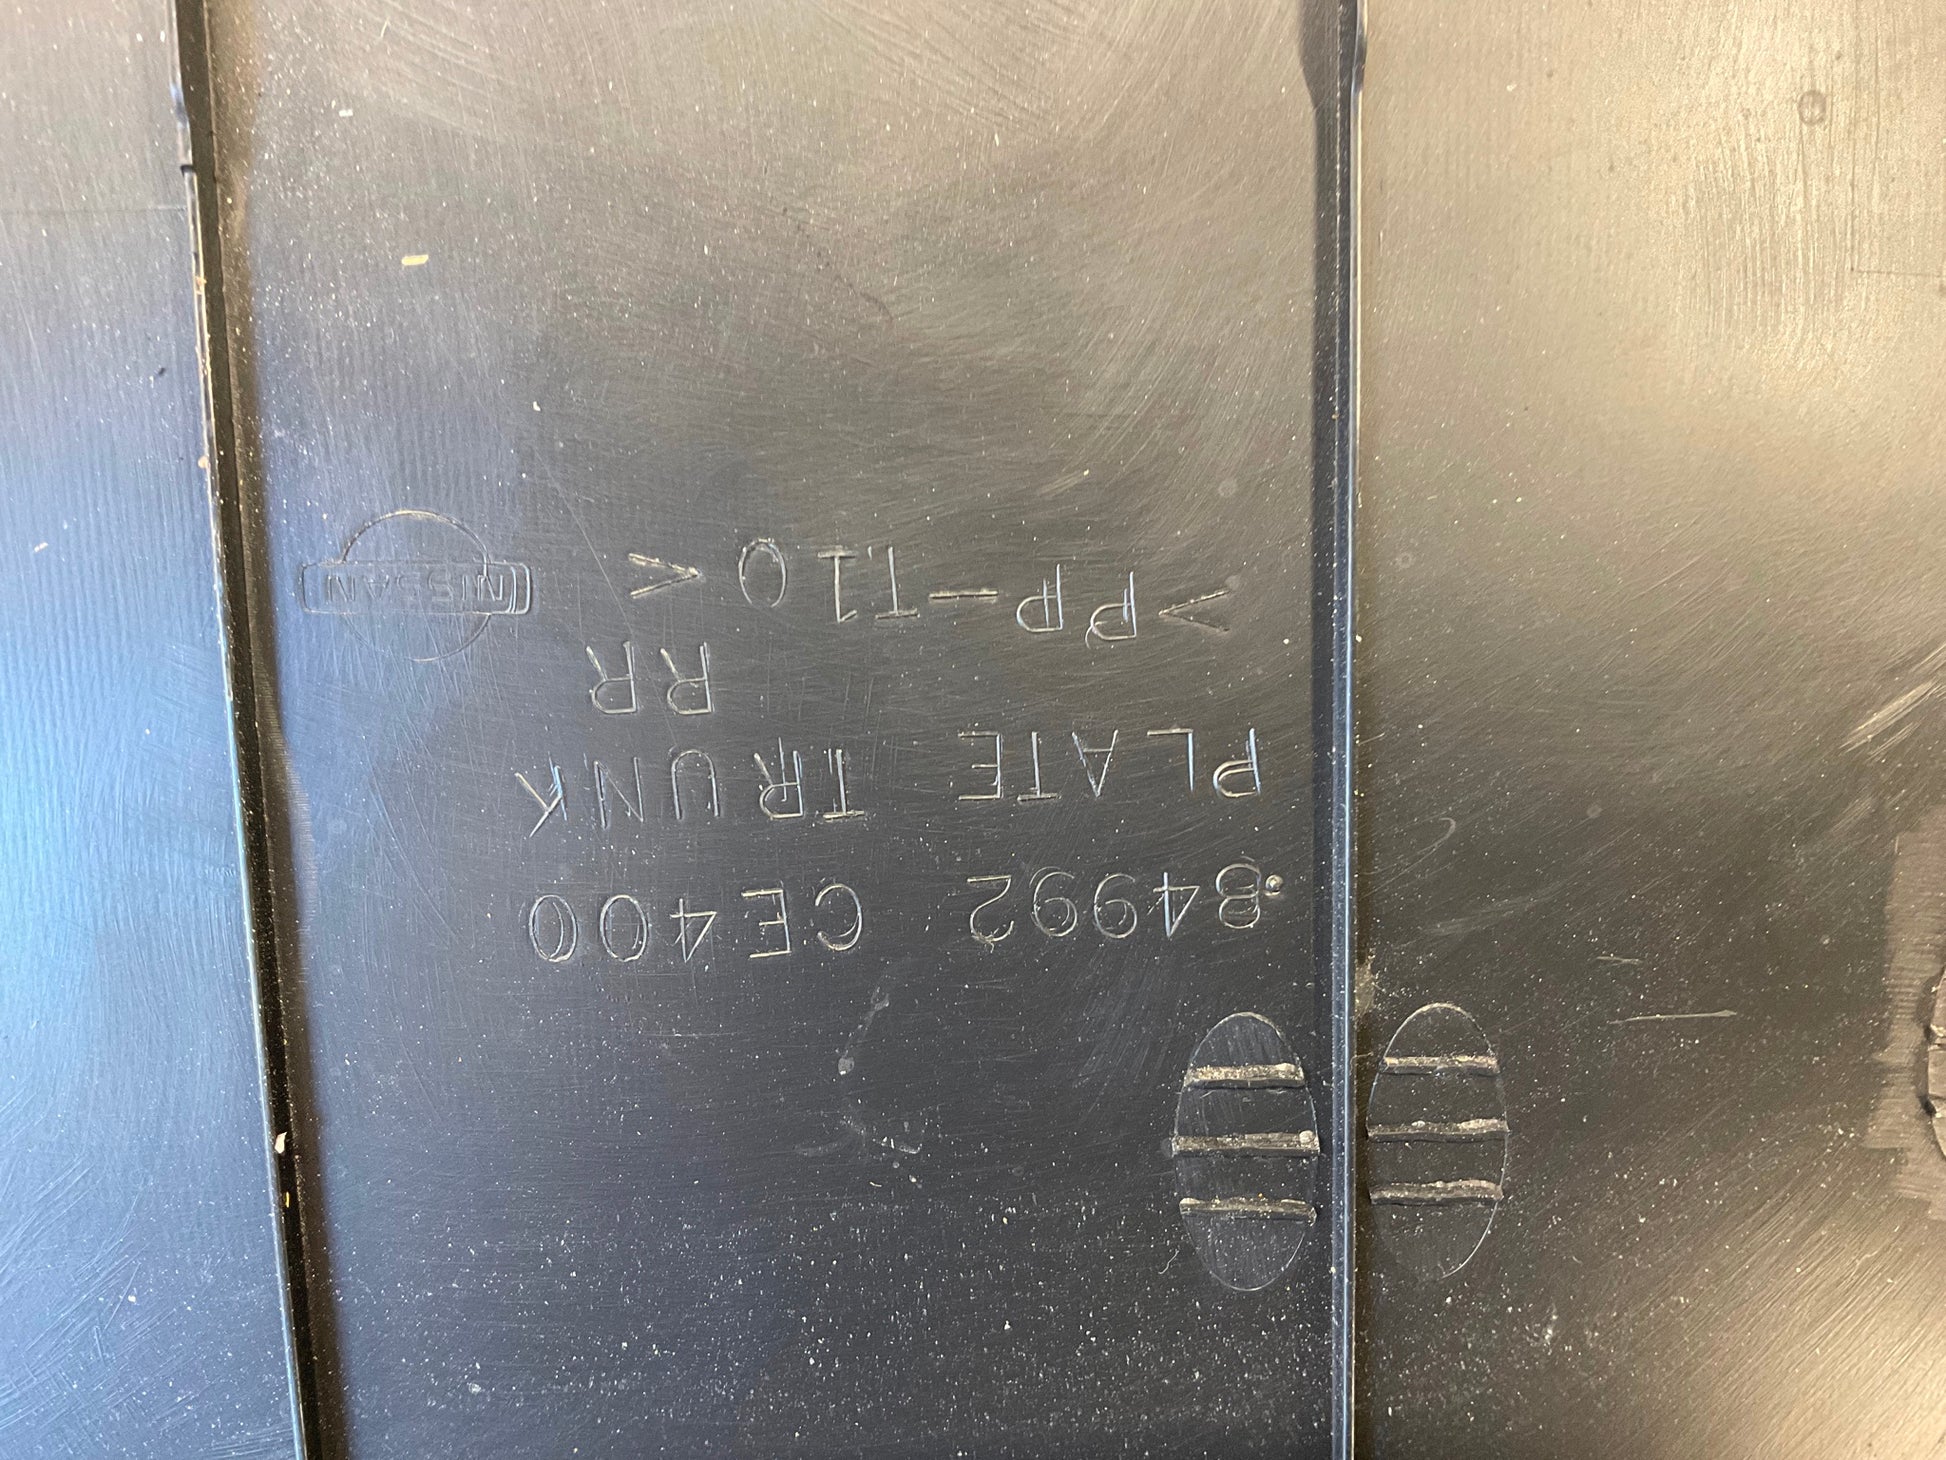 84992 CE400
PLATE TRUNK
RR
>PP-T10<
NISSAN